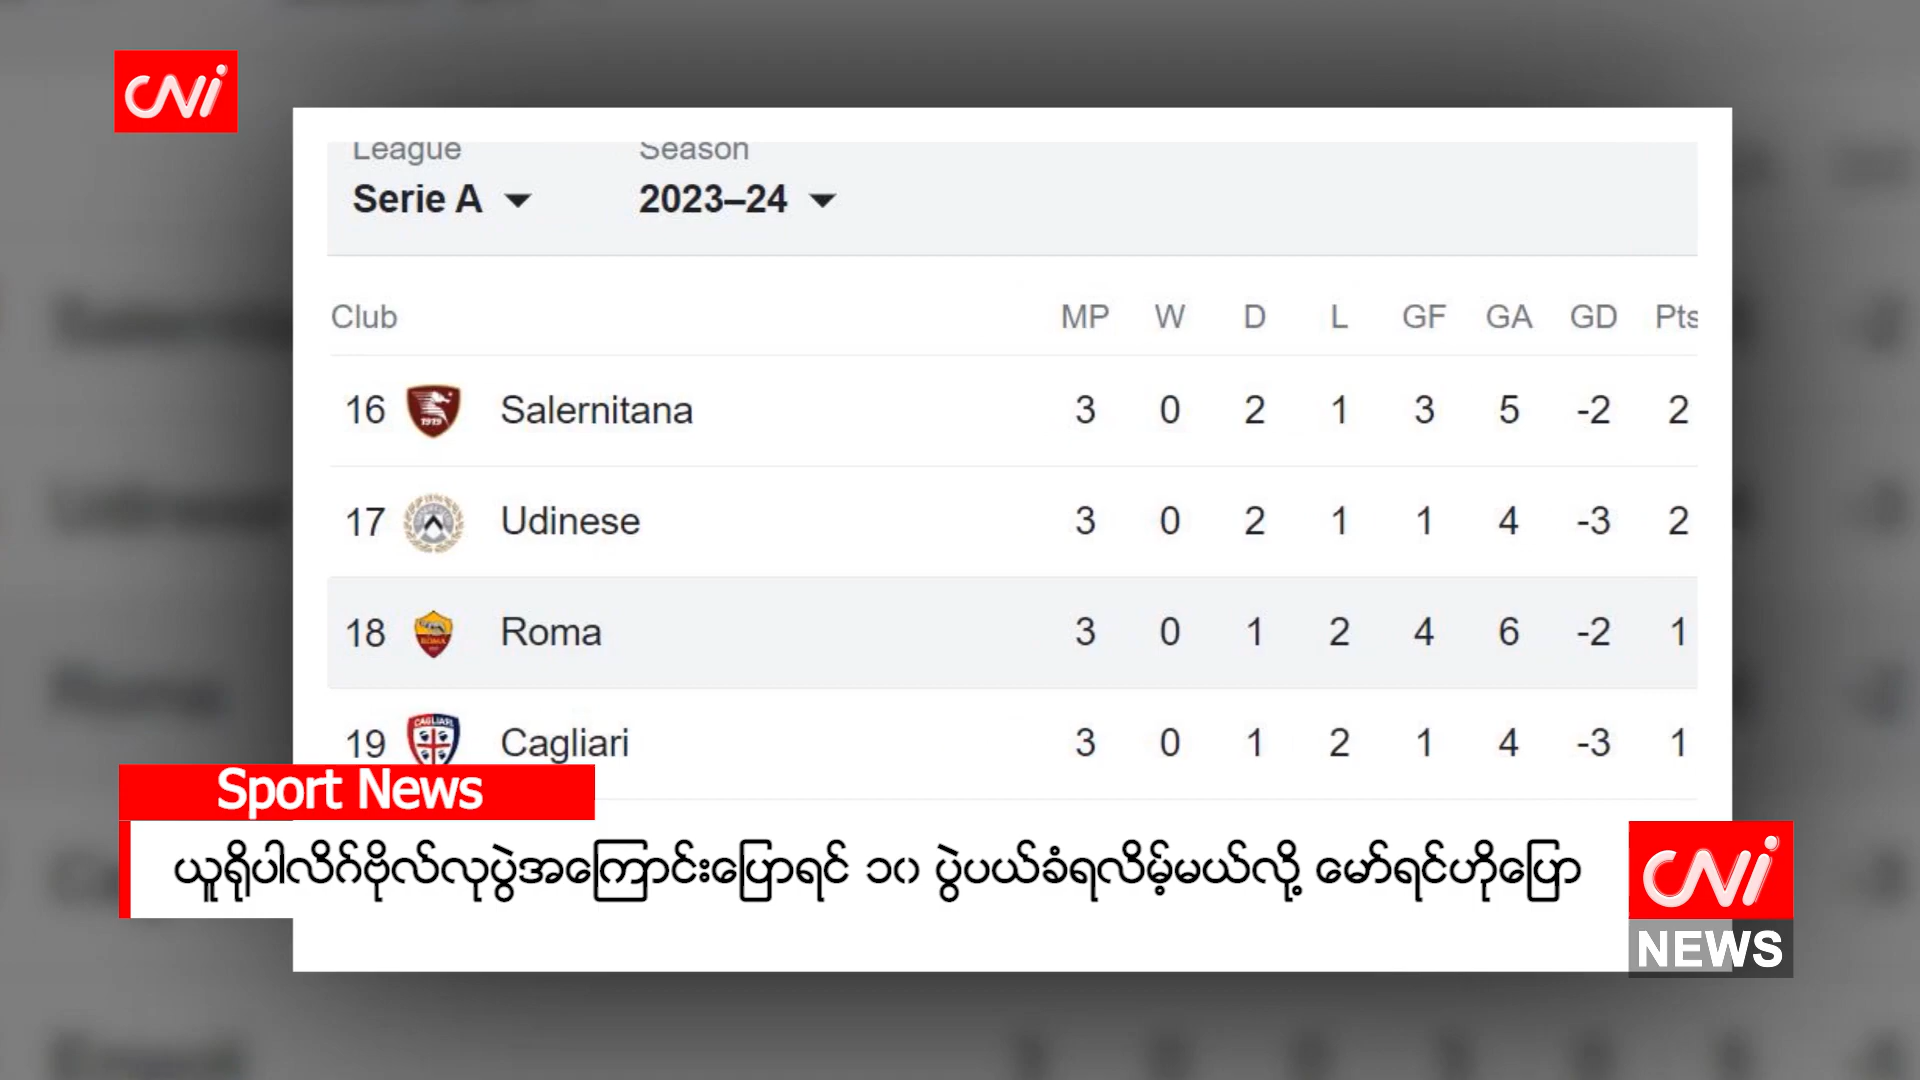 CNi
League Season
Serie A 2023–24
Club MP W D L GF GA GD Pts
16 Salernitana 3 0 2 1 3 5 -2 2
17 Udinese 3 0 2 1 1 4 -3 2
18 Roma 3 0 1 2 4 6 -2 1
19 Cagliari 3 0 1 2 1 4 -3 1
Sport News
ယူရိုပါလိဂ်ဗိုလ်လုပွဲအကြောင်းပြောရင် ၁၀ ပွဲပယ်ခံရလိမ့်မယ်လို့ မော်ရင်ဟိုပြော
CNi
NEWS